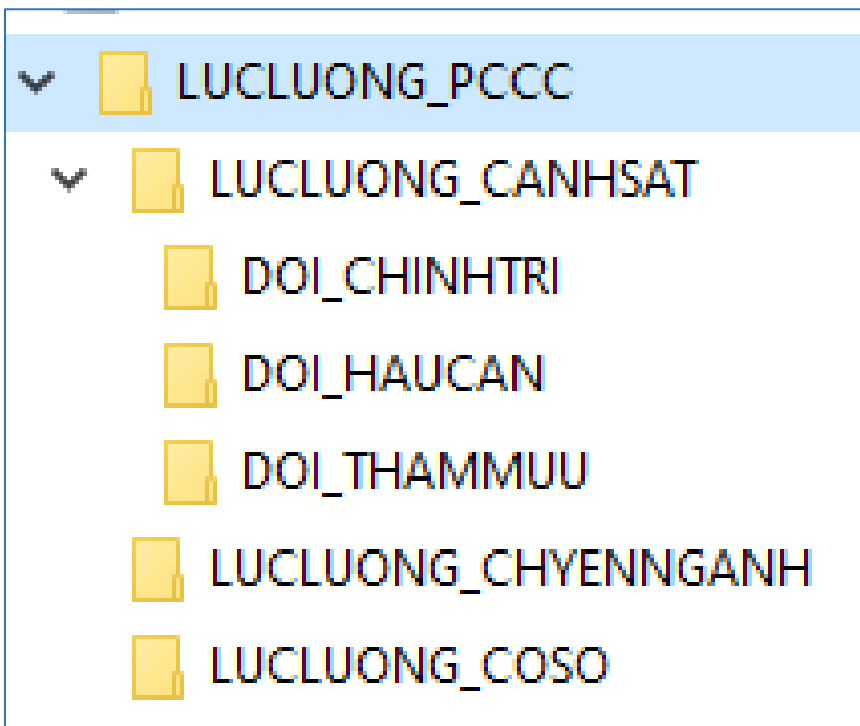 LUCLUONG_PCCC
LUCLUONG_CANHSAT
DOI_CHINHTRI
DOI_HAUCAN
DOI_THAMMUU
LUCLUONG_CHYENNGANH
LUCLUONG_COSO